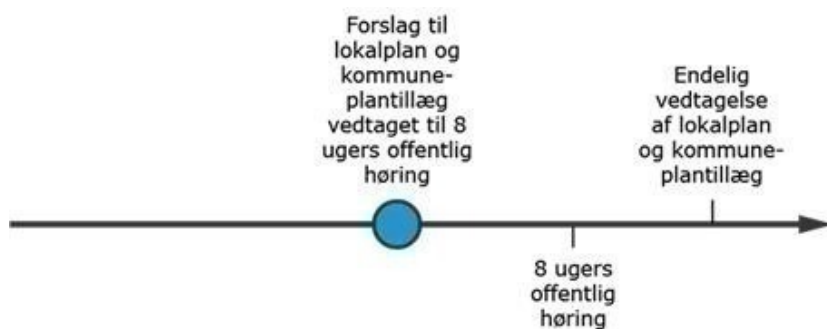 Forslag til
lokalplan og
kommune-
plantillæg
vedtaget til 8
ugers offentlig
høring
8 ugers
offentlig
høring
Endelig
vedtagelse
af lokalplan
og kommune-
plantillæg